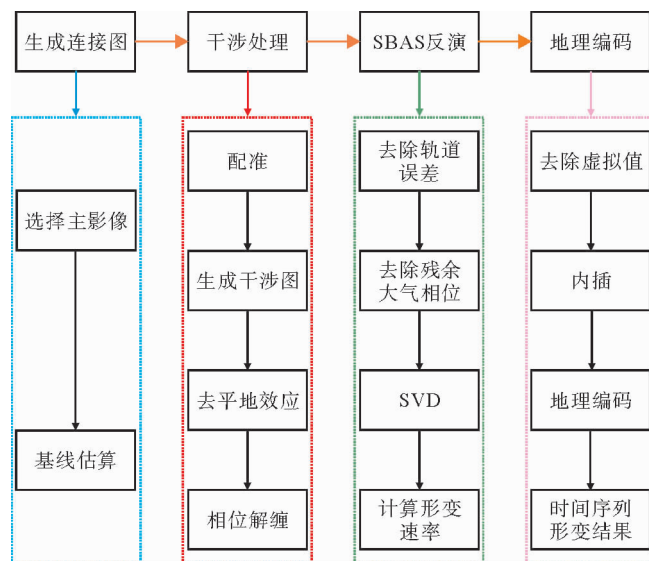 生成连接图
干涉处理
SBAS反演
地理编码
选择主影像
基线估算
配准
生成干涉图
去平地效应
相位解缠
去除轨道
误差
去除残余
大气相位
SVD
计算形变
速率
去除虚拟值
内插
地理编码
时间序列
形变结果